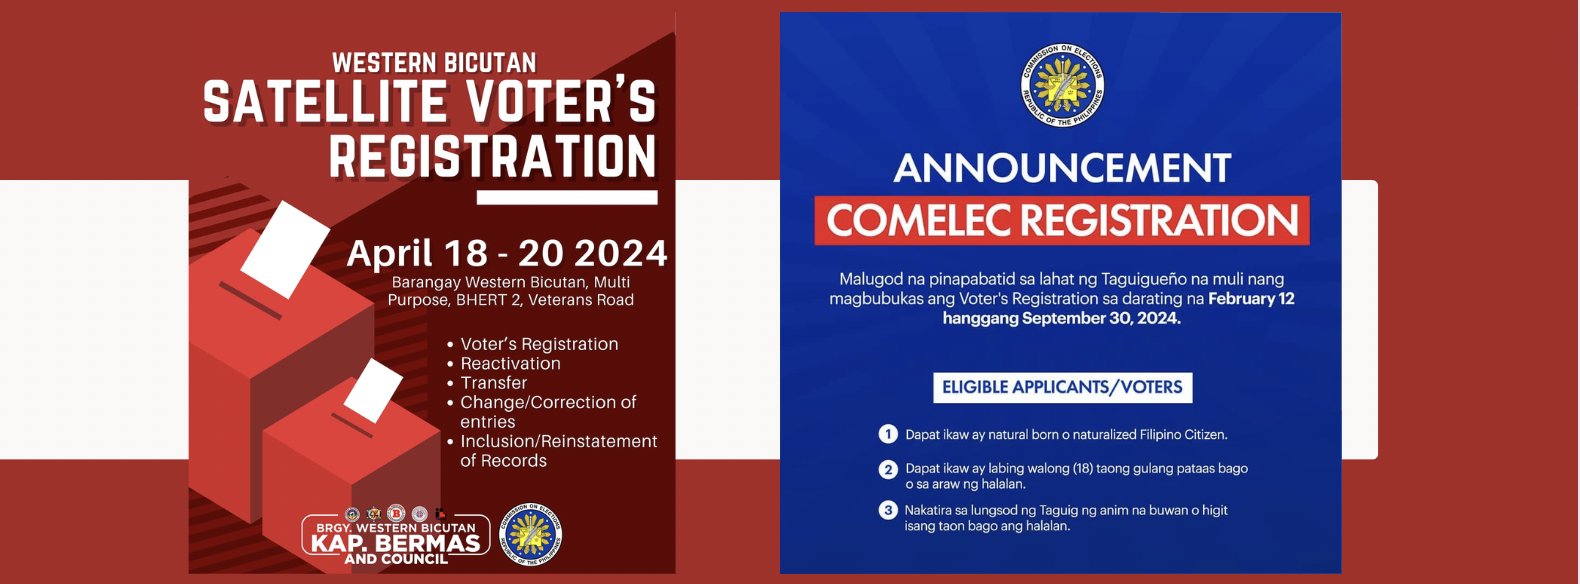 WESTERN BICUTAN
SATELLITE VOTER'S
REGISTRATION
April 18 - 20 2024
Barangay Western Bicutan, Multi
Purpose, BHERT 2, Veterans Road
• Voter's Registration
• Reactivation
• Transfer
• Change/Correction of
entries
• Inclusion/Reinstatement
of Records
BRGY. WESTERN BICUTAN
KAP. BERMAS
AND COUNCIL
COMMISSION ON ELECTIONS
REPUBLIC OF THE PHILIPPINES
COMMISSION ON ELECTIONS
REPUBLIC OF THE PHILIPPINES
ANNOUNCEMENT
COMELEC REGISTRATION
Malugod na pinapabatid sa lahat ng Taguigueño na muli nang
magbubukas ang Voter's Registration sa darating na February 12
hanggang September 30, 2024.
ELIGIBLE APPLICANTS/VOTERS
1 Dapat ikaw ay natural born o naturalized Filipino Citizen.
2 Dapat ikaw ay labing walong (18) taong gulang pataas bago
o sa araw ng halalan.
3 Nakatira sa lungsod ng Taguig ng anim na buwan o higit
isang taon bago ang halalan.